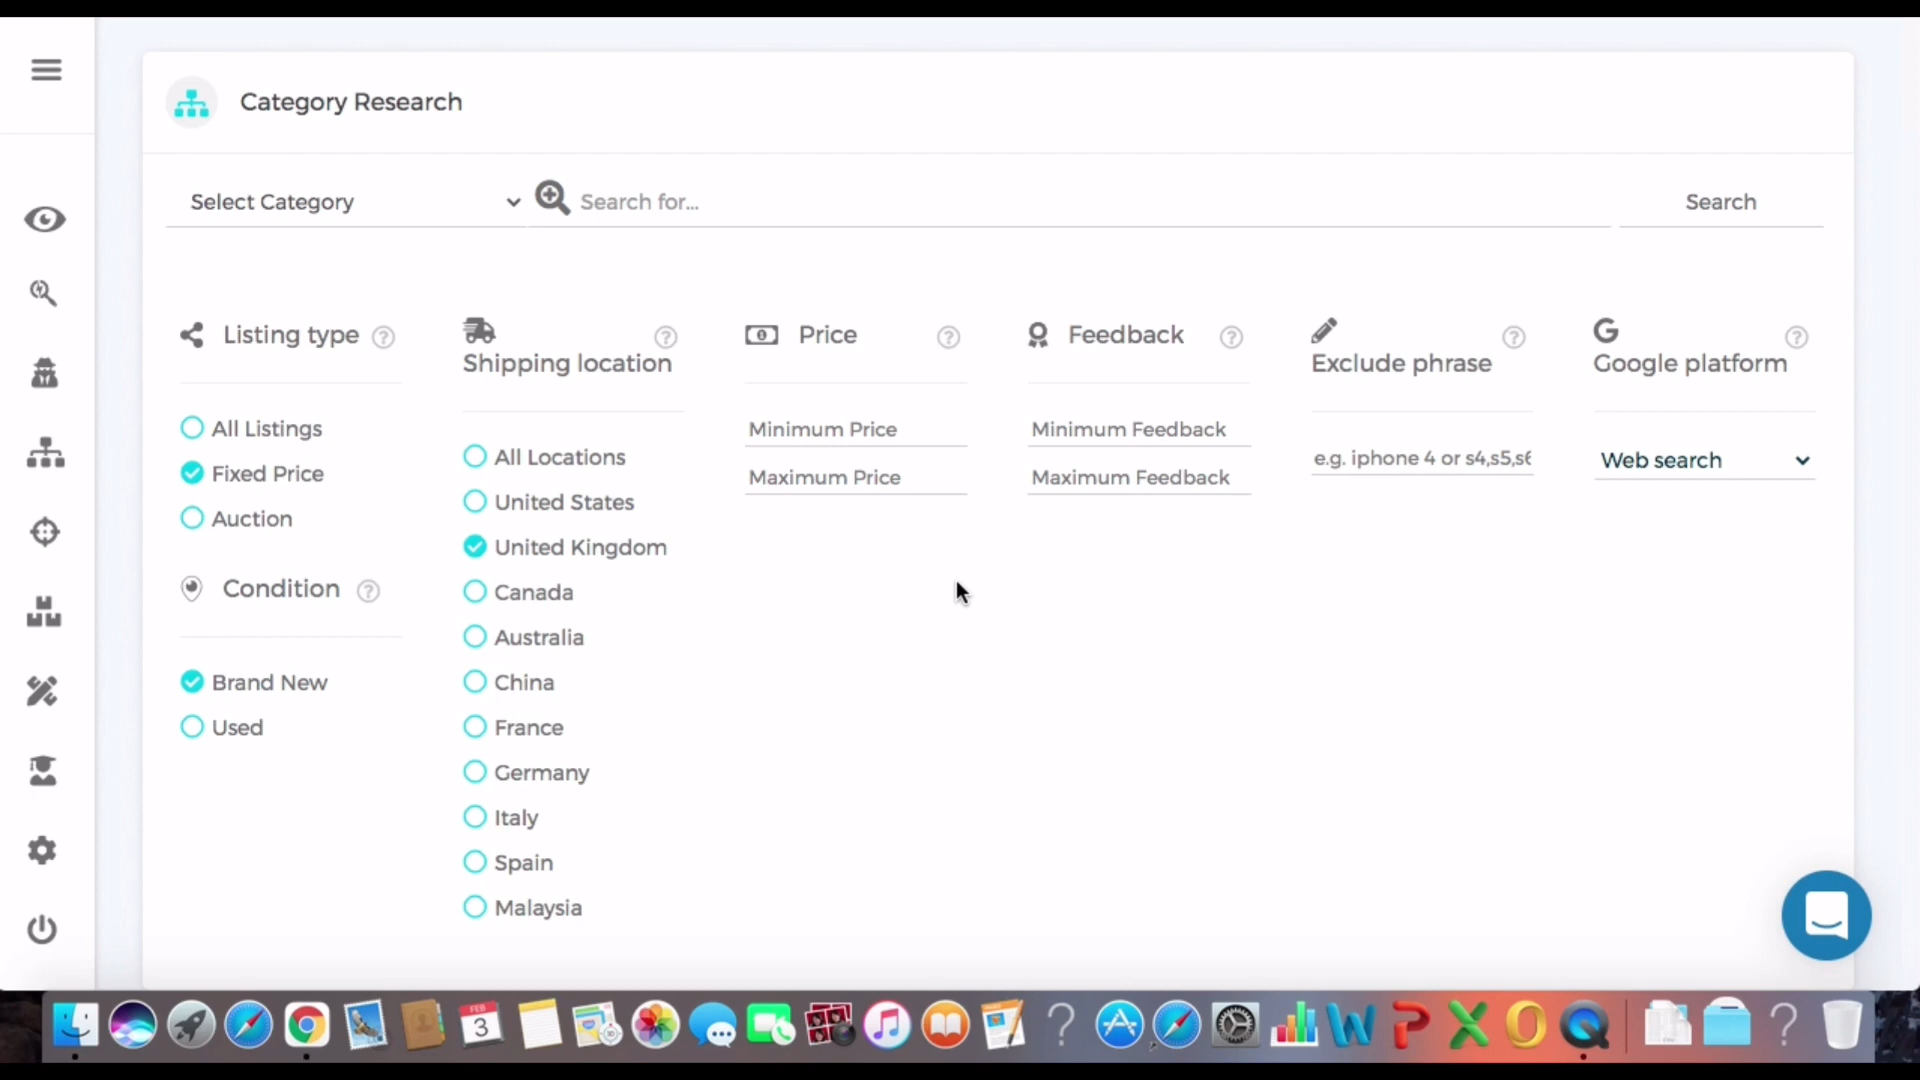 Category Research
Select Category
Search for...
Search
Listing type ?
All Listings
Fixed Price
Auction
Condition ?
Brand New
Used
?
Shipping location
All Locations
United States
United Kingdom
Canada
Australia
China
France
Germany
Italy
Spain
Malaysia
Price ?
Minimum Price
Maximum Price
Feedback ?
Minimum Feedback
Maximum Feedback
?
Exclude phrase
e.g. iphone 4 or s4,s5,s6
G ?
Google platform
Web search
FEB
3